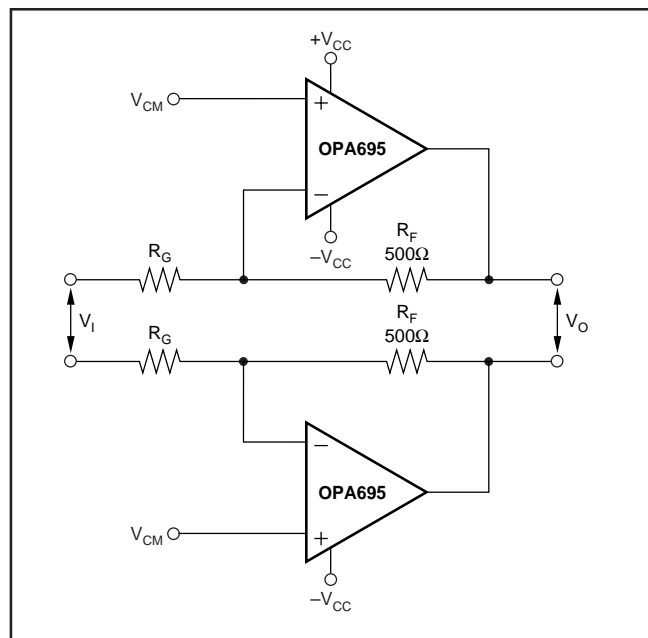 +V_CC
V_CM
+
OPA695
−
−V_CC
R_G
R_F
500Ω
V_I
V_O
R_G
R_F
500Ω
−
OPA695
V_CM
+
−V_CC